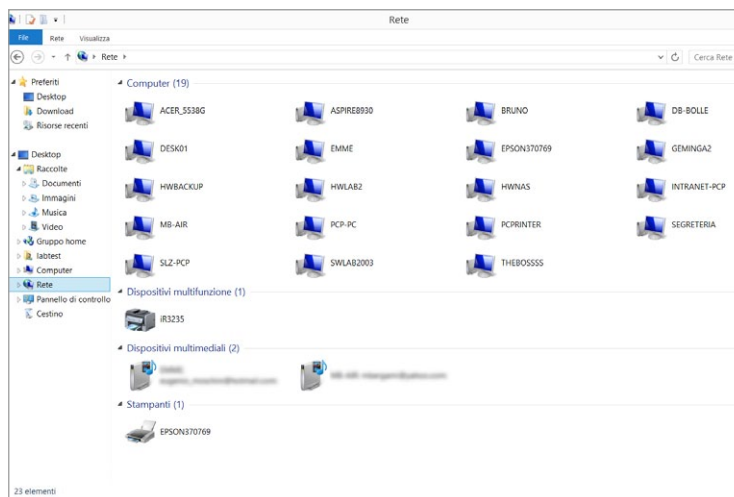 Rete
File Rete Visualizza
Rete
Cerca Rete
Preferiti
Desktop
Download
Risorse recenti
Desktop
Raccolte
Documenti
Immagini
Musica
Video
Gruppo home
labtest
Computer
Rete
Pannello di controllo
Cestino
Computer (19)
ACER_5538G ASPIRE8930 BRUNO DB-BOLLE
DESK01 EMME EPSON370769 GEMINGA2
HWBACKUP HWLAB2 HWNAS INTRANET-PCP
MB-AIR PCP-PC PCPRINTER SEGRETERIA
SLZ-PCP SWLAB2003 THEBOSSSS
Dispositivi multifunzione (1)
iR3235
Dispositivi multimediali (2)
Stampanti (1)
EPSON370769
23 elementi